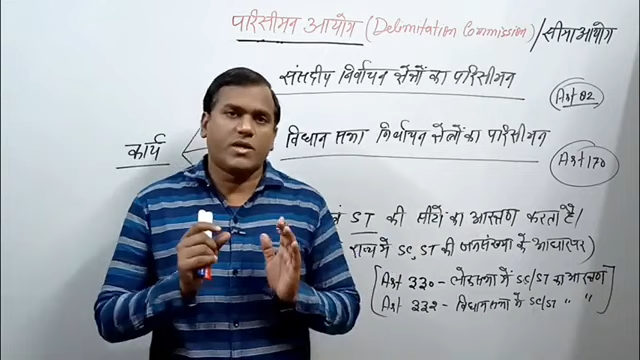 परिसीमन आयोग (Delimitation Commission) / सीमा आयोग
संसदीय निर्वाचन क्षेत्रों का परिसीमन
Art 82
कार्य
विधान सभा निर्वाचन क्षेत्रों का परिसीमन
Art 170
ST की सीटों का आरक्षण करता है /
राज्य में SC, ST की जनसंख्या के आधार पर)
[Art 330 - लोकसभा में SC/ST का आरक्षण
Art 332 - विधानसभा में SC/ST " "